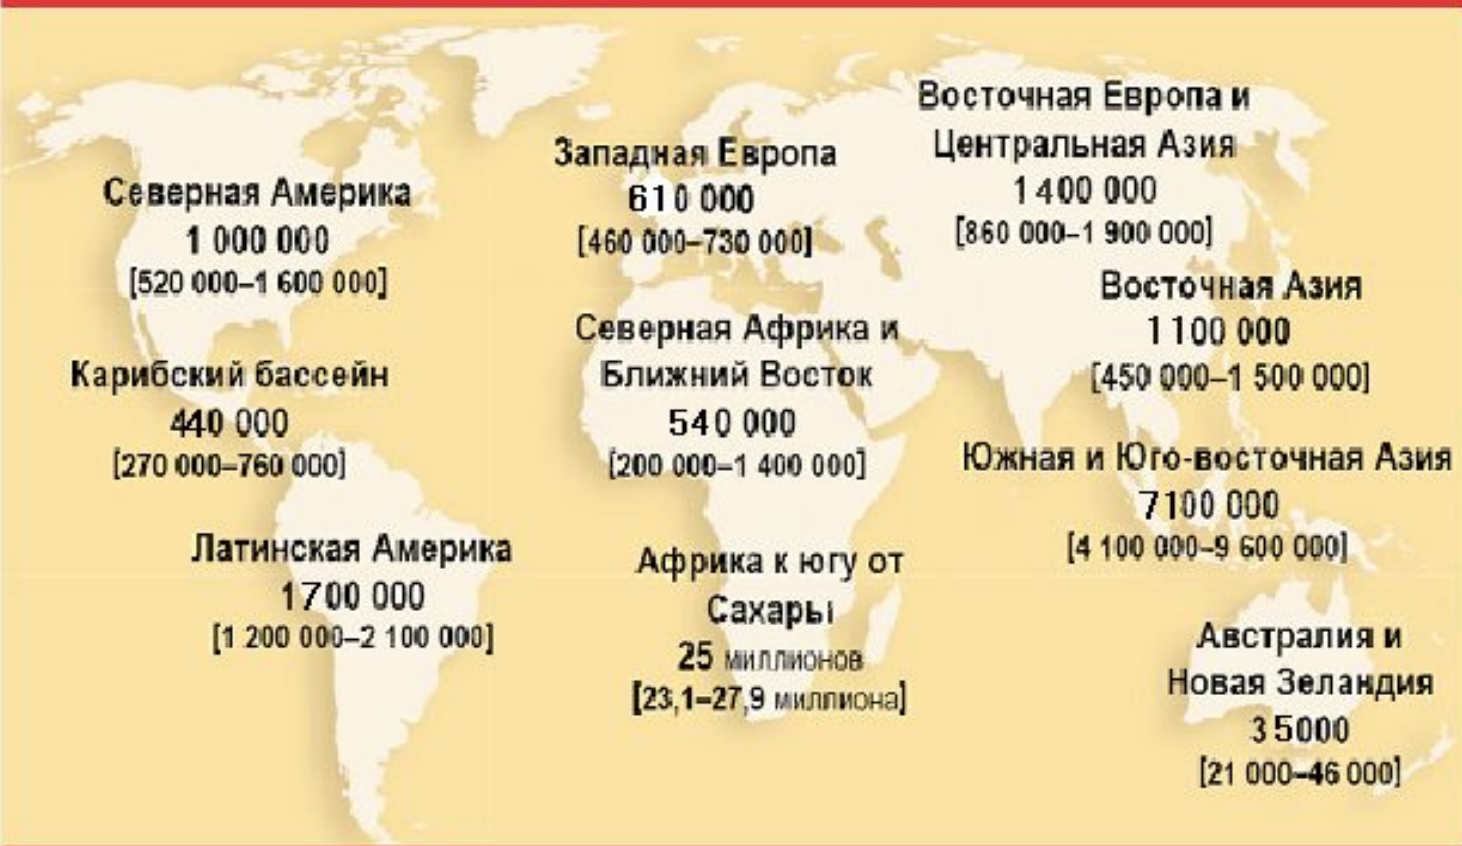 Северная Америка
1 000 000
[520 000–1 600 000]
Карибский бассейн
440 000
[270 000–760 000]
Латинская Америка
1700 000
[1 200 000–2 100 000]
Западная Европа
610 000
[460 000–730 000]
Северная Африка и
Ближний Восток
540 000
[200 000–1 400 000]
Африка к югу от
Сахары
25 миллионов
[23,1–27,9 миллиона]
Восточная Европа и
Центральная Азия
1 400 000
[860 000–1 900 000]
Восточная Азия
1 100 000
[450 000–1 500 000]
Южная и Юго-восточная Азия
7100 000
[4 100 000–9 600 000]
Австралия и
Новая Зеландия
35000
[21 000–46 000]